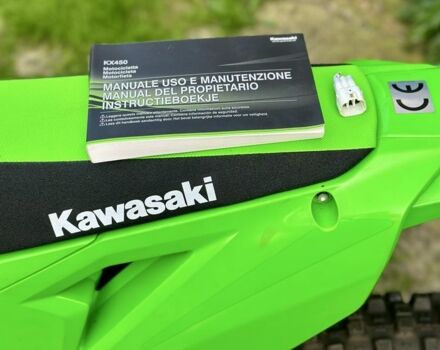 KX450
Motocicletta
Motocicleta
Motorfiets
MANUALE USO E MANUTENZIONE
MANUAL DEL PROPIETARIO
INSTRUCTIEBOEKJE
Kawasaki
CE
Kawasaki